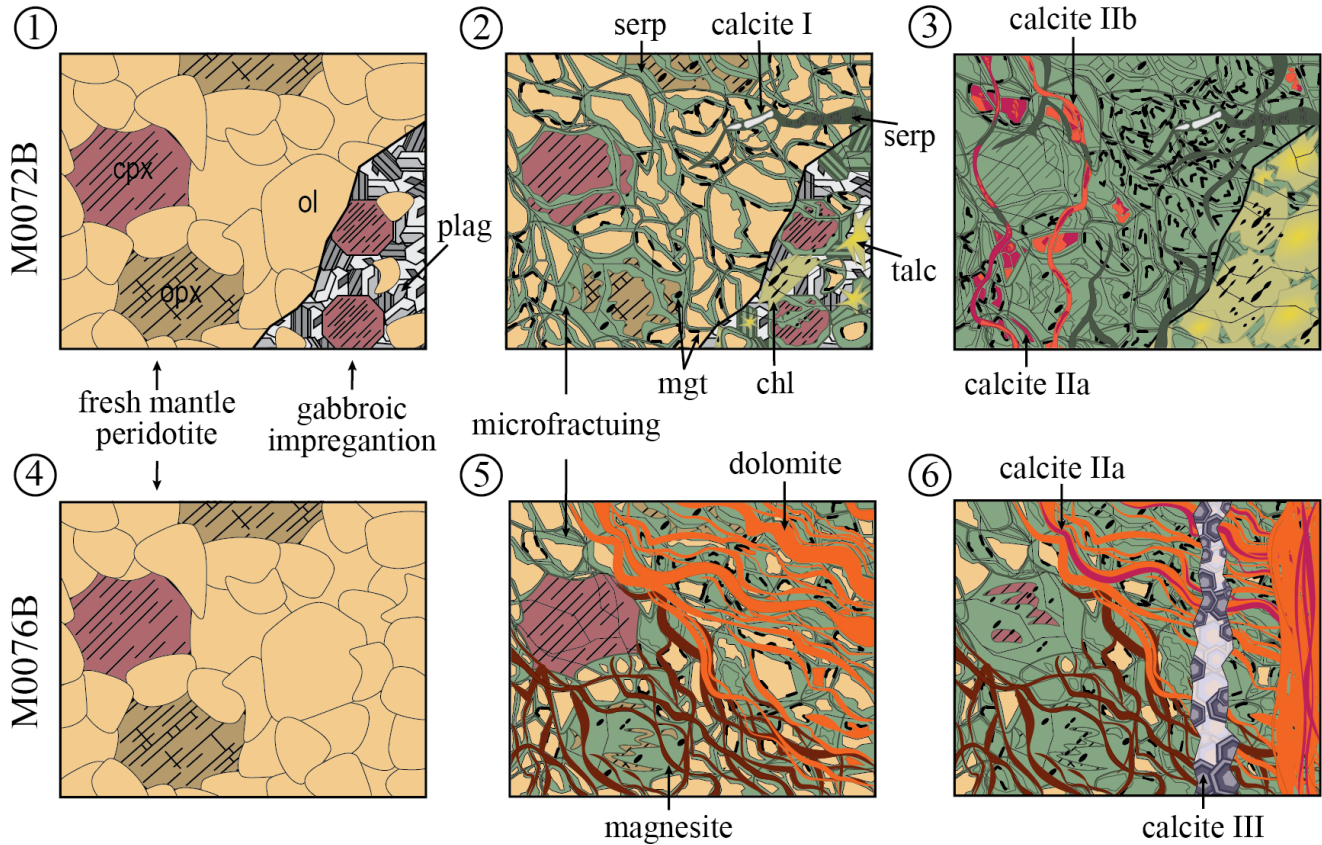 1
2
3
serp
calcite I
calcite IIb
M0072B
cpx
ol
plag
opx
serp
talc
mgt
chl
calcite IIa
fresh mantle
peridotite
gabbroic
impregantion
microfractuing
4
5
6
dolomite
calcite IIa
M0076B
magnesite
calcite III